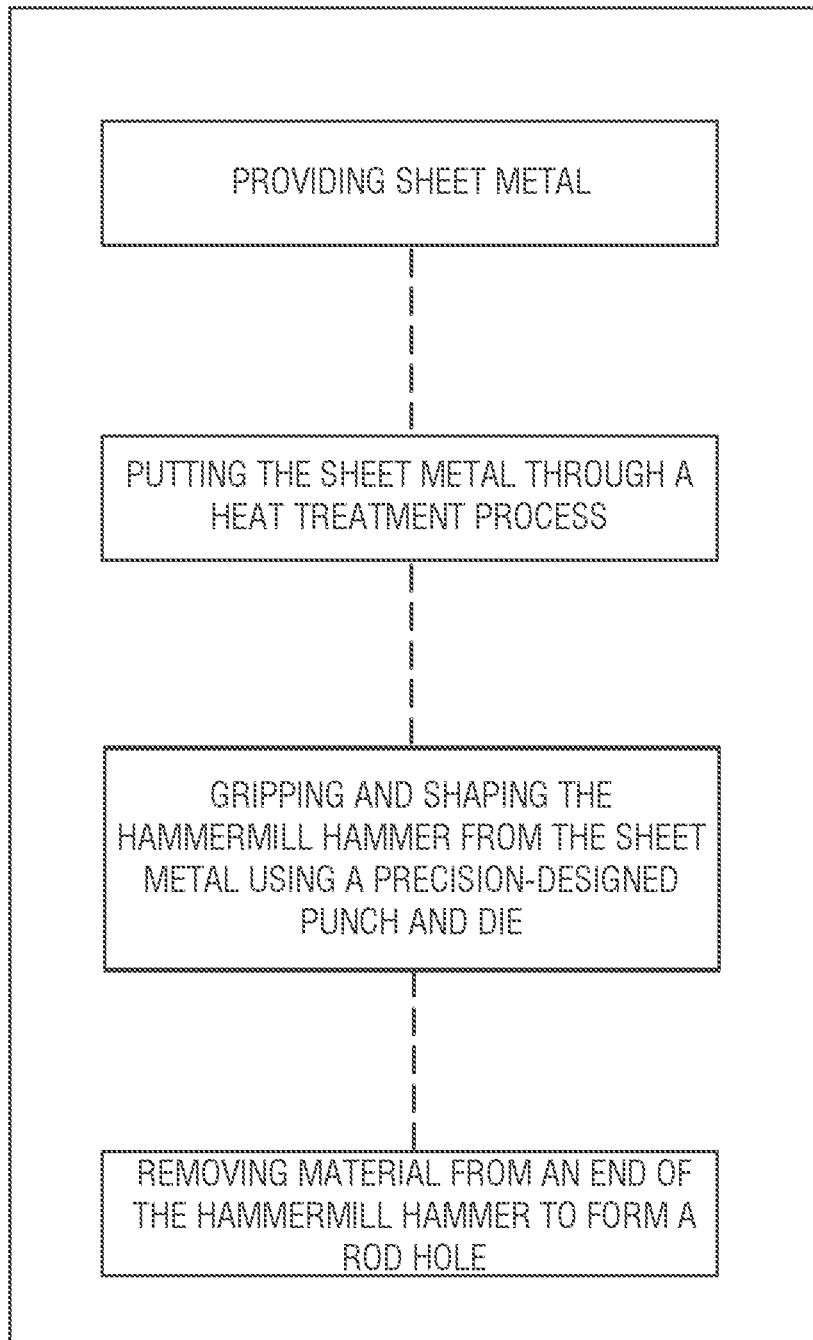 PROVIDING SHEET METAL
PUTTING THE SHEET METAL THROUGH A
HEAT TREATMENT PROCESS
GRIPPING AND SHAPING THE
HAMMERMILL HAMMER FROM THE SHEET
METAL USING A PRECISION-DESIGNED
PUNCH AND DIE
REMOVING MATERIAL FROM AN END OF
THE HAMMERMILL HAMMER TO FORM A
ROD HOLE